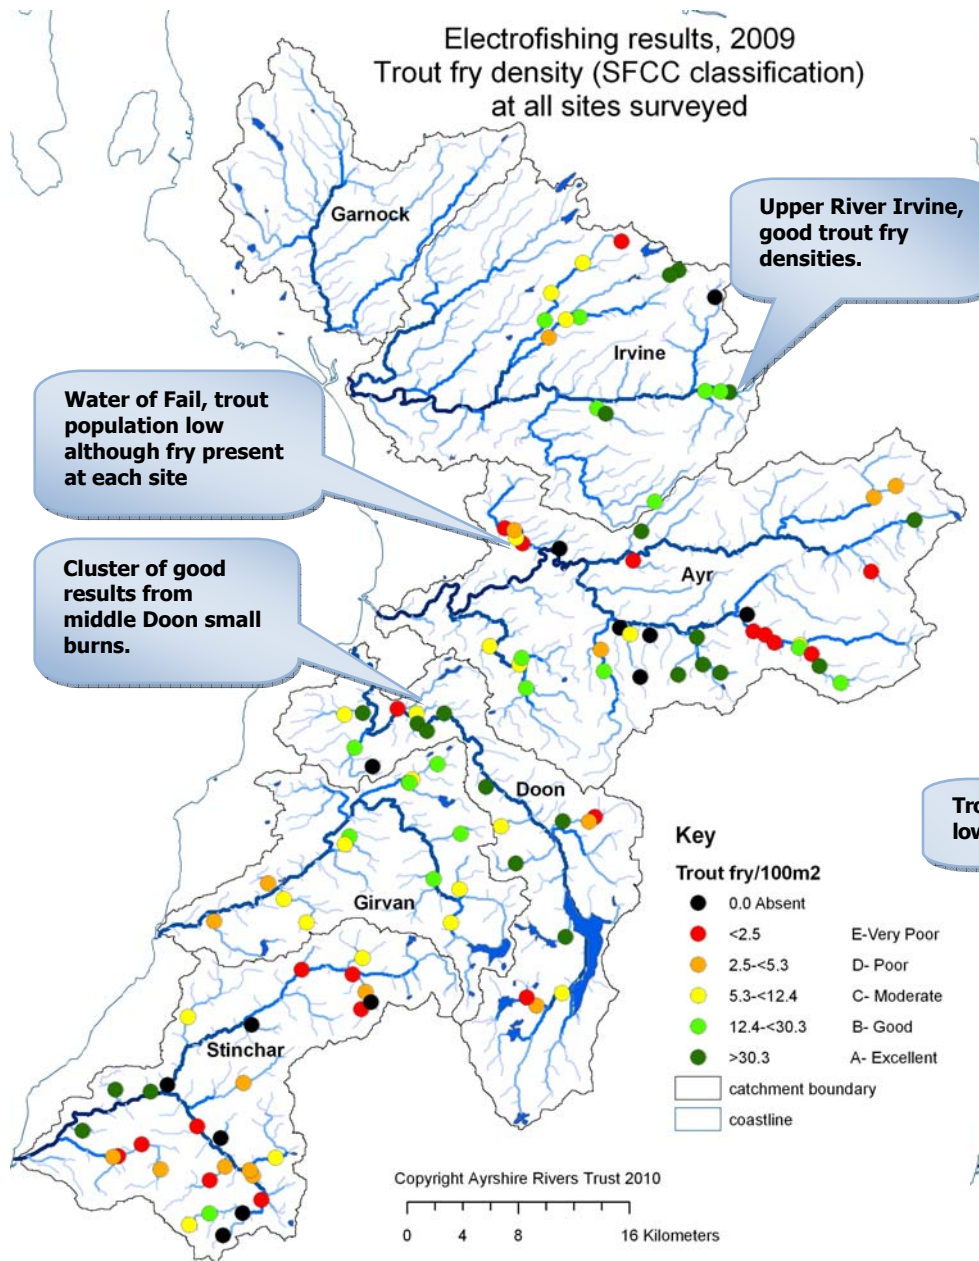 Electrofishing results, 2009
Trout fry density (SFCC classification)
at all sites surveyed
Garnock
Upper River Irvine,
good trout fry
densities.
Irvine
Water of Fail, trout
population low
although fry present
at each site
Cluster of good
results from
middle Doon small
burns.
Ayr
Doon
Girvan
Stinchar
Key
Trout fry/100m2
0.0 Absent
<2.5 E-Very Poor
2.5-<5.3 D- Poor
5.3-<12.4 C- Moderate
12.4-<30.3 B- Good
>30.3 A- Excellent
catchment boundary
coastline
Copyright Ayrshire Rivers Trust 2010
0 4 8 16 Kilometers